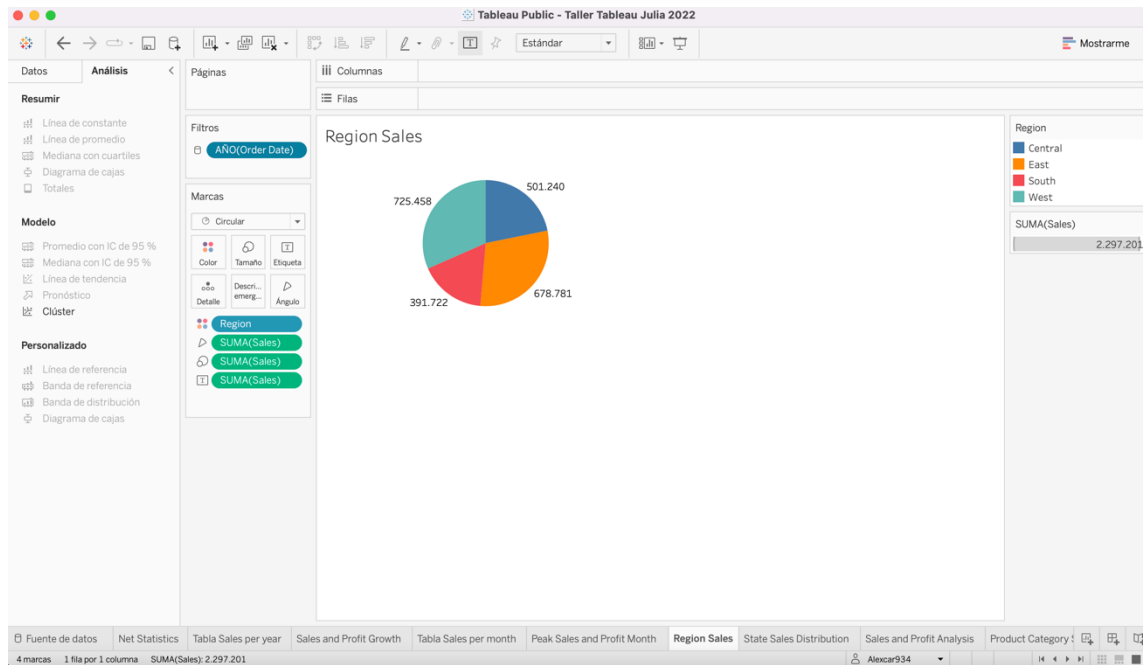 Tableau Public - Taller Tableau Julia 2022
Estándar
Mostrarme
Datos
Análisis
Resumir
Línea de constante
Línea de promedio
Mediana con cuartiles
Diagrama de cajas
Totales
Modelo
Promedio con IC de 95 %
Mediana con IC de 95 %
Línea de tendencia
Pronóstico
Clúster
Personalizado
Línea de referencia
Banda de referencia
Banda de distribución
Diagrama de cajas
Páginas
Filtros
AÑO(Order Date)
Marcas
Circular
Color
Tamaño
Etiqueta
Detalle
Descri...
emerg...
Ángulo
Region
SUMA(Sales)
SUMA(Sales)
SUMA(Sales)
Columnas
Filas
Region Sales
725.458
501.240
678.781
391.722
Region
Central
East
South
West
SUMA(Sales)
2.297.201
Fuente de datos
Net Statistics
Tabla Sales per year
Sales and Profit Growth
Tabla Sales per month
Peak Sales and Profit Month
Region Sales
State Sales Distribution
Sales and Profit Analysis
Product Category
4 marcas
1 fila por 1 columna
SUMA(Sales): 2.297.201
Alexcar934